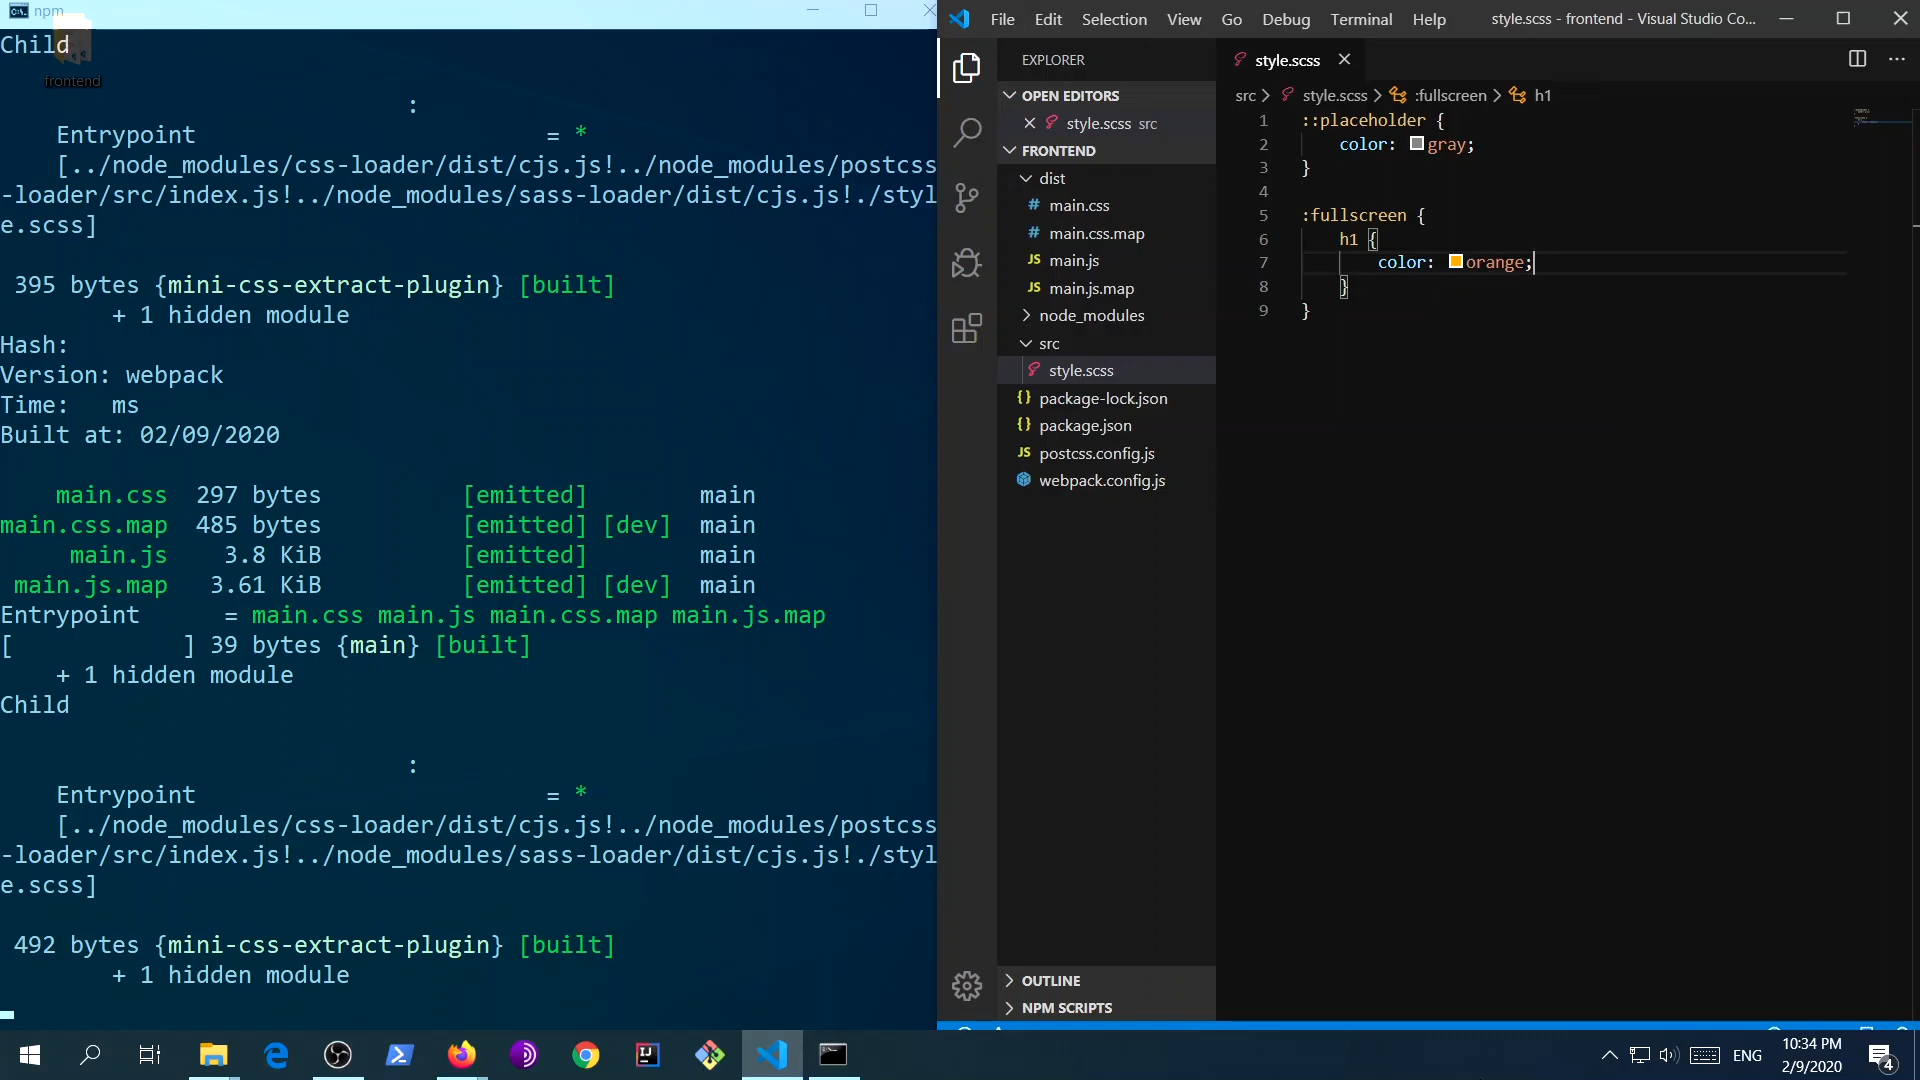 npm
frontend
Child
:
Entrypoint = *
[../node_modules/css-loader/dist/cjs.js!../node_modules/postcss
-loader/src/index.js!../node_modules/sass-loader/dist/cjs.js!./styl
e.scss]
395 bytes {mini-css-extract-plugin} [built]
+ 1 hidden module
Hash:
Version: webpack
Time: ms
Built at: 02/09/2020
main.css 297 bytes [emitted] main
main.css.map 485 bytes [emitted] [dev] main
main.js 3.8 KiB [emitted] main
main.js.map 3.61 KiB [emitted] [dev] main
Entrypoint = main.css main.js main.css.map main.js.map
[ ] 39 bytes {main} [built]
+ 1 hidden module
Child
:
Entrypoint = *
[../node_modules/css-loader/dist/cjs.js!../node_modules/postcss
-loader/src/index.js!../node_modules/sass-loader/dist/cjs.js!./styl
e.scss]
492 bytes {mini-css-extract-plugin} [built]
+ 1 hidden module
File Edit Selection View Go Debug Terminal Help style.scss - frontend - Visual Studio Co...
EXPLORER
OPEN EDITORS
style.scss src
FRONTEND
dist
# main.css
# main.css.map
JS main.js
JS main.js.map
node_modules
src
style.scss
{} package-lock.json
{} package.json
JS postcss.config.js
webpack.config.js
OUTLINE
NPM SCRIPTS
style.scss
src > style.scss > :fullscreen > h1
1 ::placeholder {
2 color: gray;
3 }
4
5 :fullscreen {
6 h1 {
7 color: orange;
8 }
9 }
ENG
10:34 PM
2/9/2020
4